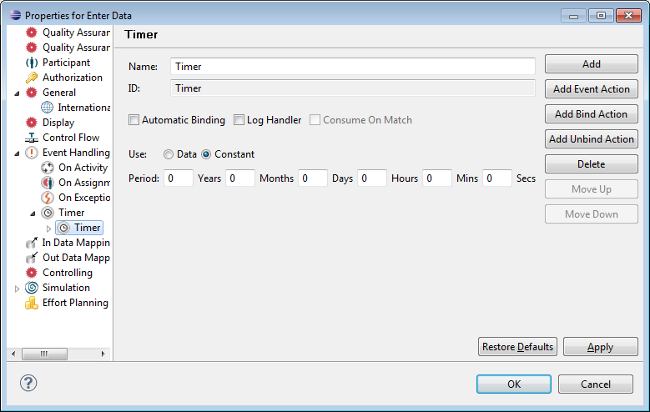 Properties for Enter Data
Quality Assurar
Quality Assurar
Participant
Authorization
General
Internationa
Display
Control Flow
Event Handling
On Activity
On Assignm
On Exceptio
Timer
Timer
In Data Mappin
Out Data Mapp
Controlling
Simulation
Effort Planning
Timer
Name: Timer
ID: Timer
Automatic Binding Log Handler Consume On Match
Use: Data Constant
Period: 0 Years 0 Months 0 Days 0 Hours 0 Mins 0 Secs
Add
Add Event Action
Add Bind Action
Add Unbind Action
Delete
Move Up
Move Down
Restore Defaults Apply
? OK Cancel